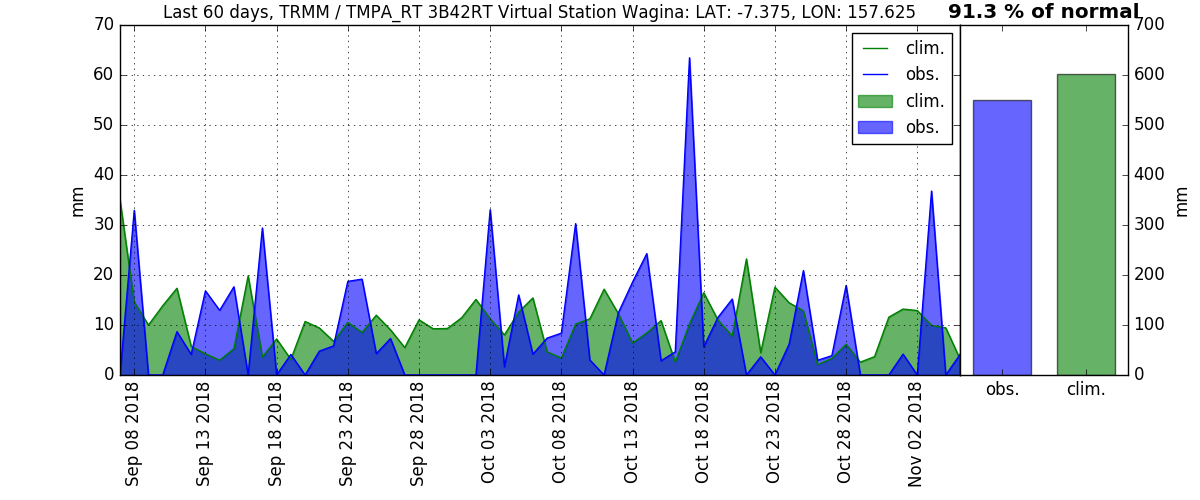 Last 60 days, TRMM / TMPA_RT 3B42RT Virtual Station Wagina: LAT: -7.375, LON: 157.625
91.3 % of normal
70
60
50
40
30
20
10
0
mm
clim.
obs.
clim.
obs.
700
600
500
400
300
200
100
0
mm
obs.
clim.
Sep 08 2018
Sep 13 2018
Sep 18 2018
Sep 23 2018
Sep 28 2018
Oct 03 2018
Oct 08 2018
Oct 13 2018
Oct 18 2018
Oct 23 2018
Oct 28 2018
Nov 02 2018